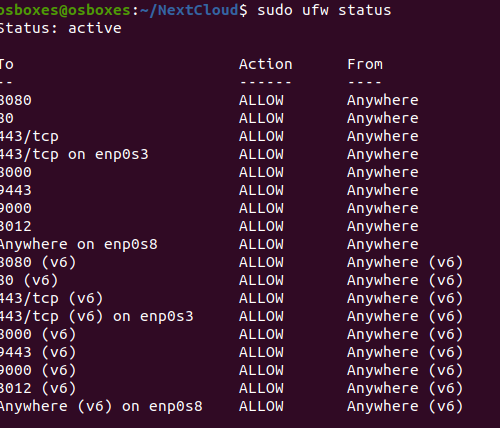 osboxes@osboxes:~/NextCloud$ sudo ufw status
Status: active
To Action From
-- ------ ----
8080 ALLOW Anywhere
80 ALLOW Anywhere
443/tcp ALLOW Anywhere
443/tcp on enp0s3 ALLOW Anywhere
8000 ALLOW Anywhere
9443 ALLOW Anywhere
9000 ALLOW Anywhere
3012 ALLOW Anywhere
Anywhere on enp0s8 ALLOW Anywhere
8080 (v6) ALLOW Anywhere (v6)
80 (v6) ALLOW Anywhere (v6)
443/tcp (v6) ALLOW Anywhere (v6)
443/tcp (v6) on enp0s3 ALLOW Anywhere (v6)
8000 (v6) ALLOW Anywhere (v6)
9443 (v6) ALLOW Anywhere (v6)
9000 (v6) ALLOW Anywhere (v6)
3012 (v6) ALLOW Anywhere (v6)
Anywhere (v6) on enp0s8 ALLOW Anywhere (v6)